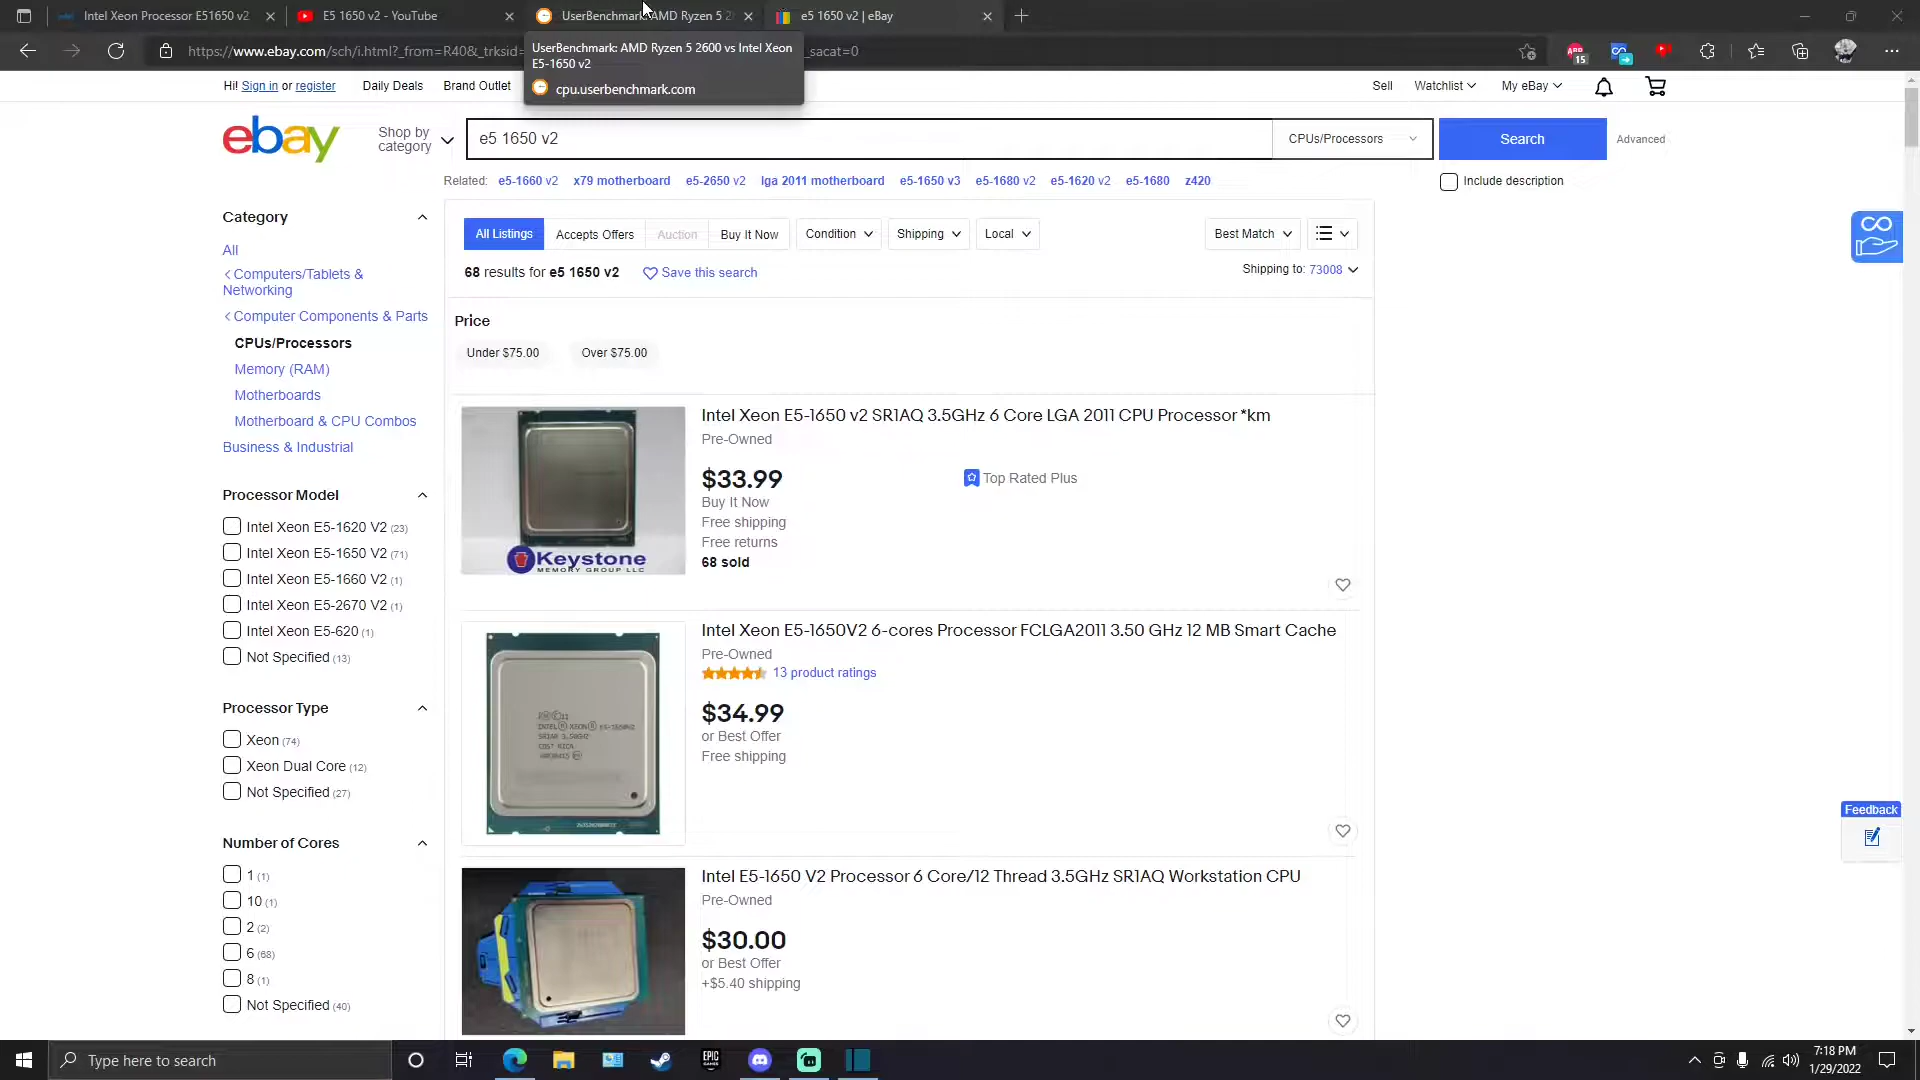 Intel Xeon Processor E51650 v2
E5 1650 v2 - YouTube
UserBenchmark: AMD Ryzen 5 2
e5 1650 v2 | eBay
https://www.ebay.com/sch/i.html?_from=R40&_trksid=
_sacat=0
15
UserBenchmark: AMD Ryzen 5 2600 vs Intel Xeon
E5-1650 v2
cpu.userbenchmark.com
Hi! Sign in or register
Daily Deals
Brand Outlet
Sell
Watchlist
My eBay
ebay
Shop by
category
e5 1650 v2
CPUs/Processors
Search
Advanced
Related: e5-1660 v2 x79 motherboard e5-2650 v2 lga 2011 motherboard e5-1650 v3 e5-1680 v2 e5-1620 v2 e5-1680 z420
Include description
Category
All
Computers/Tablets &
Networking
Computer Components & Parts
CPUs/Processors
Memory (RAM)
Motherboards
Motherboard & CPU Combos
Business & Industrial
Processor Model
Intel Xeon E5-1620 V2 (23)
Intel Xeon E5-1650 V2 (71)
Intel Xeon E5-1660 V2 (1)
Intel Xeon E5-2670 V2 (1)
Intel Xeon E5-620 (1)
Not Specified (13)
Processor Type
Xeon (74)
Xeon Dual Core (12)
Not Specified (27)
Number of Cores
1 (1)
10 (1)
2 (2)
6 (68)
8 (1)
Not Specified (40)
All Listings
Accepts Offers
Auction
Buy It Now
Condition
Shipping
Local
Best Match
68 results for e5 1650 v2
Save this search
Shipping to: 73008
Price
Under $75.00
Over $75.00
Intel Xeon E5-1650 v2 SR1AQ 3.5GHz 6 Core LGA 2011 CPU Processor *km
Pre-Owned
$33.99
Top Rated Plus
Buy It Now
Free shipping
Free returns
68 sold
Keystone
MEMORY GROUP LLC
Intel Xeon E5-1650V2 6-cores Processor FCLGA2011 3.50 GHz 12 MB Smart Cache
Pre-Owned
13 product ratings
$34.99
or Best Offer
Free shipping
Intel E5-1650 V2 Processor 6 Core/12 Thread 3.5GHz SR1AQ Workstation CPU
Pre-Owned
$30.00
or Best Offer
+$5.40 shipping
Feedback
Type here to search
EPIC
GAMES
7:18 PM
1/29/2022